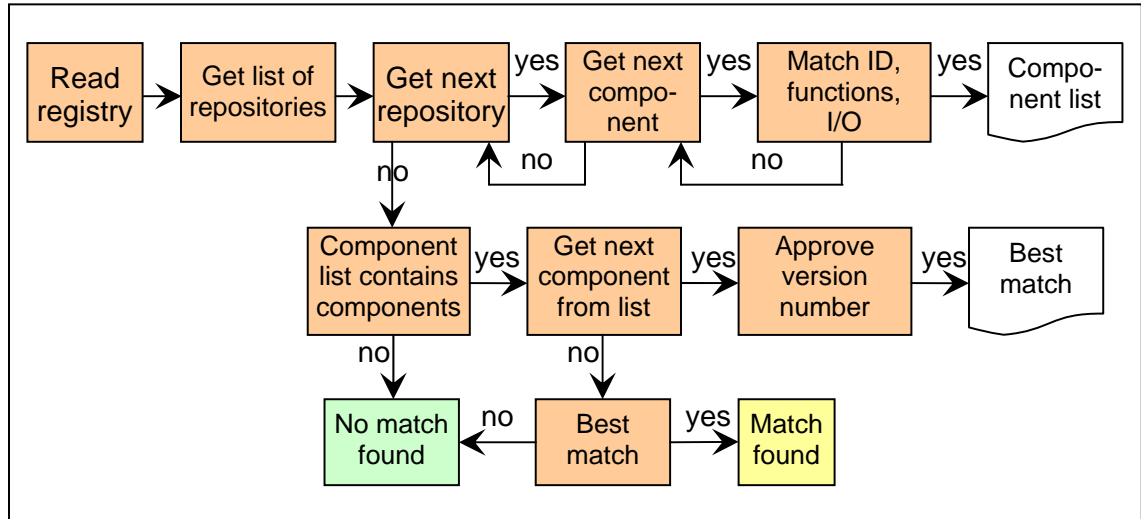 Read
registry
Get list of
repositories
Get next
repository
yes
Get next
compo-
nent
yes
Match ID,
functions,
I/O
yes
Compo-
nent list
no
no
no
Component
list contains
components
yes
Get next
component
from list
yes
Approve
version
number
yes
Best
match
no
no
No match
found
no
Best
match
yes
Match
found